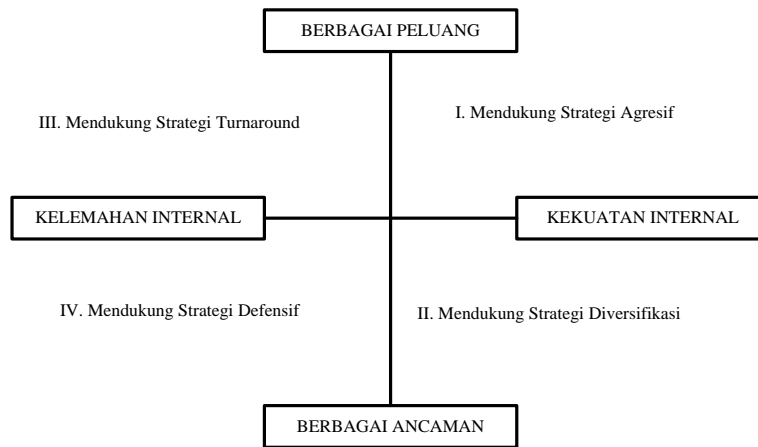 BERBAGAI PELUANG
III. Mendukung Strategi Turnaround
I. Mendukung Strategi Agresif
KELEMAHAN INTERNAL
KEKUATAN INTERNAL
IV. Mendukung Strategi Defensif
II. Mendukung Strategi Diversifikasi
BERBAGAI ANCAMAN